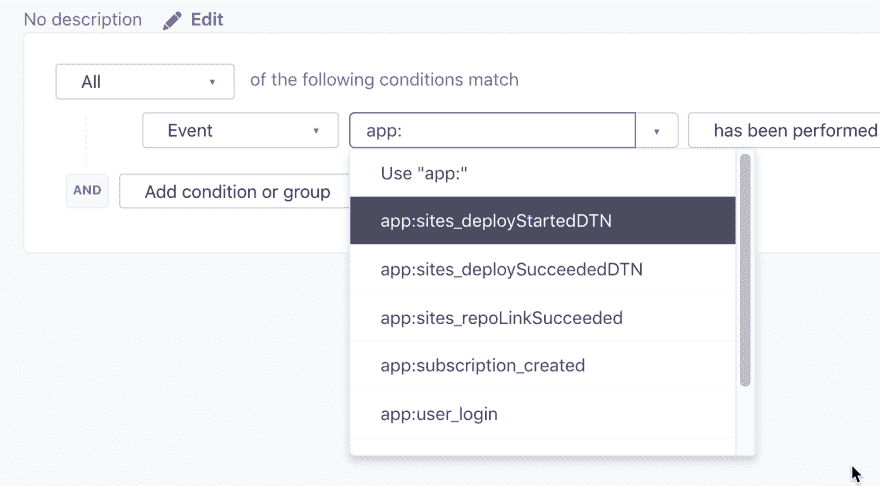 No description Edit
All of the following conditions match
Event app: has been performed
Use "app:"
AND Add condition or group
app:sites_deployStartedDTN
app:sites_deploySucceededDTN
app:sites_repoLinkSucceeded
app:subscription_created
app:user_login